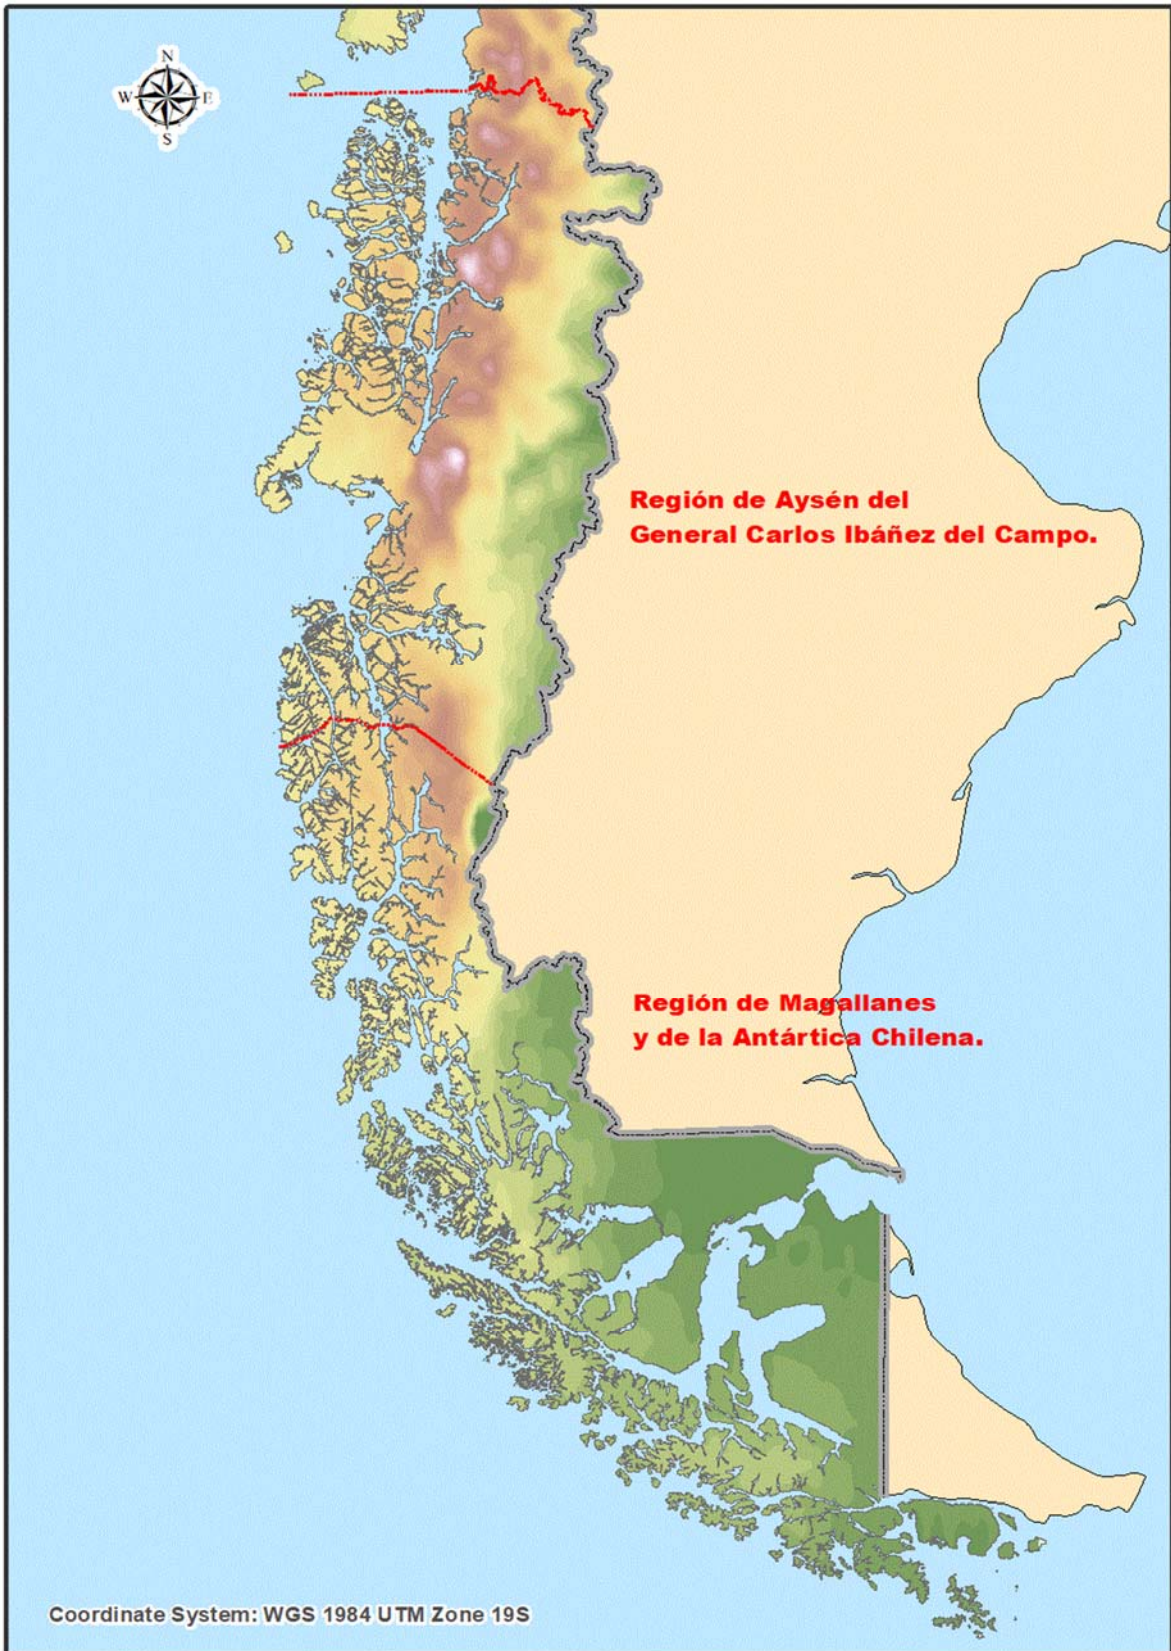 N
W E
S
Región de Aysén del
General Carlos Ibáñez del Campo.
Región de Magallanes
y de la Antártica Chilena.
Coordinate System: WGS 1984 UTM Zone 19S